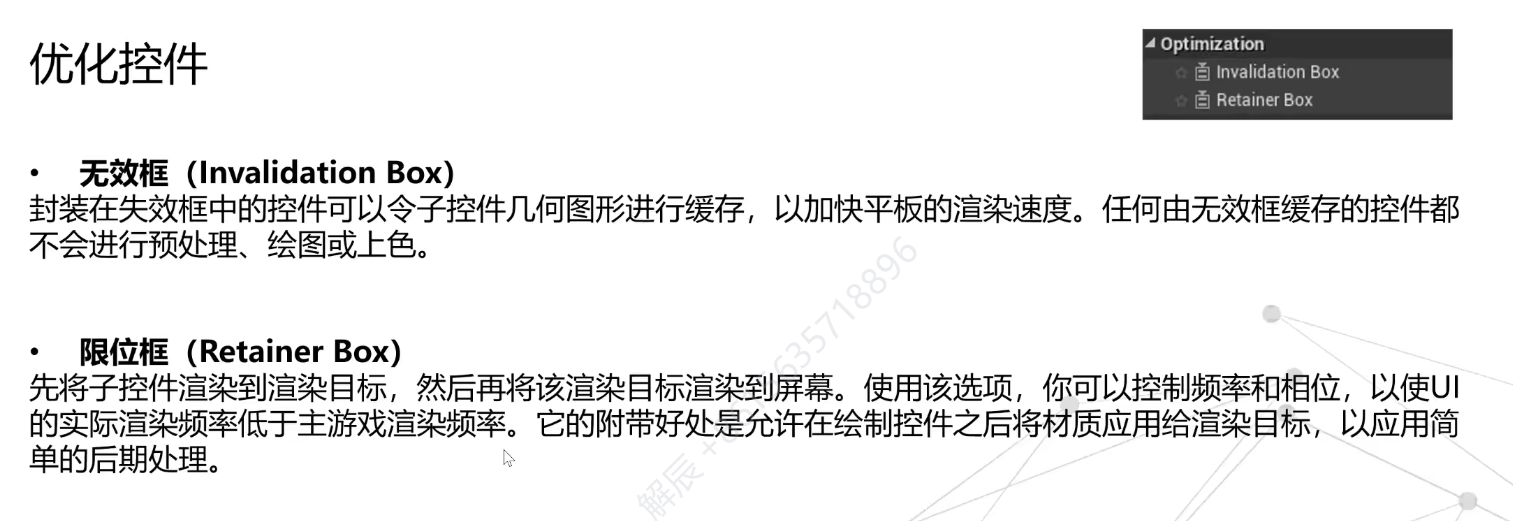 优化控件
Optimization
Invalidation Box
Retainer Box
• 无效框（Invalidation Box）
封装在失效框中的控件可以令子控件几何图形进行缓存，以加快平板的渲染速度。任何由无效框缓存的控件都
不会进行预处理、绘图或上色。
• 限位框（Retainer Box）
先将子控件渲染到渲染目标，然后再将该渲染目标渲染到屏幕。使用该选项，你可以控制频率和相位，以使UI
的实际渲染频率低于主游戏渲染频率。它的附带好处是允许在绘制控件之后将材质应用给渲染目标，以应用简
单的后期处理。